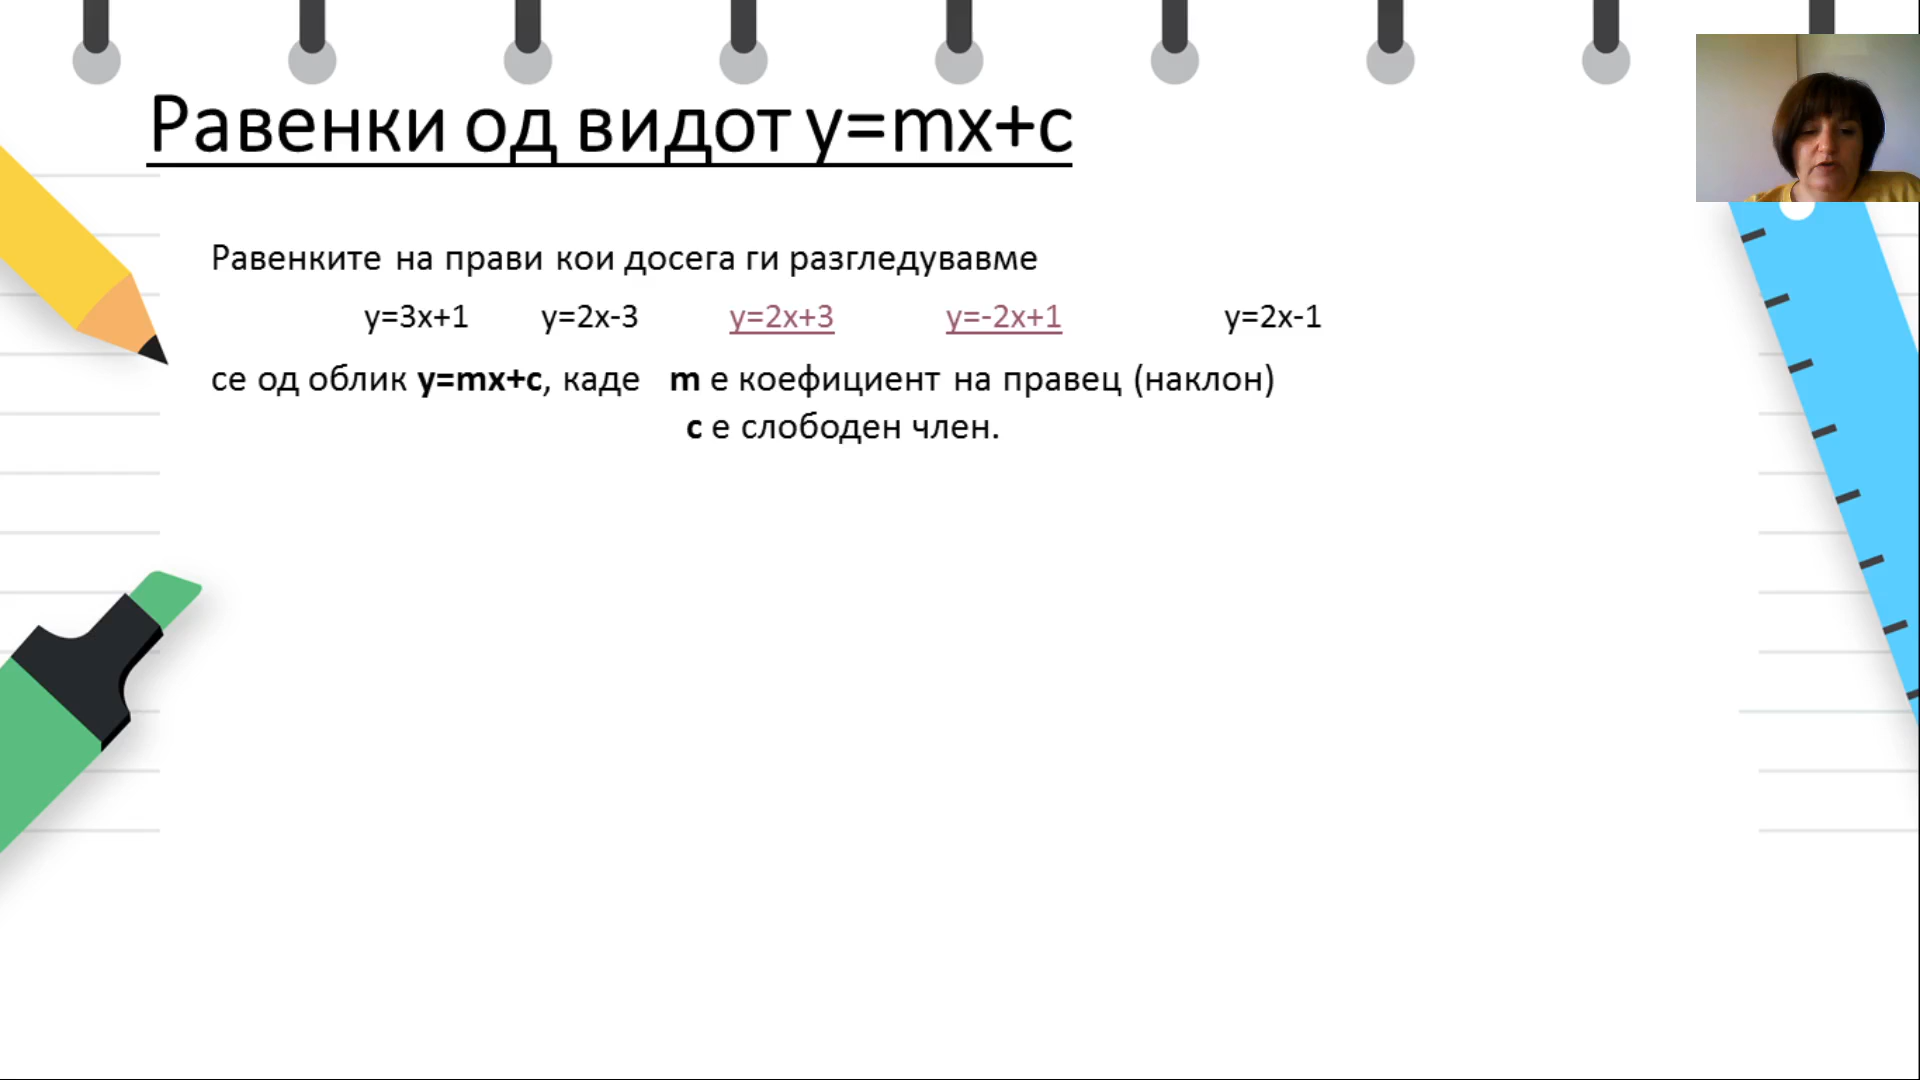 Равенки од видот y=mx+c
Равенките на прави кои досега ги разгледувавме
y=3x+1 y=2x-3 y=2x+3 y=-2x+1 y=2x-1
се од облик y=mx+c, каде m е коефициент на правец (наклон)
c е слободен член.